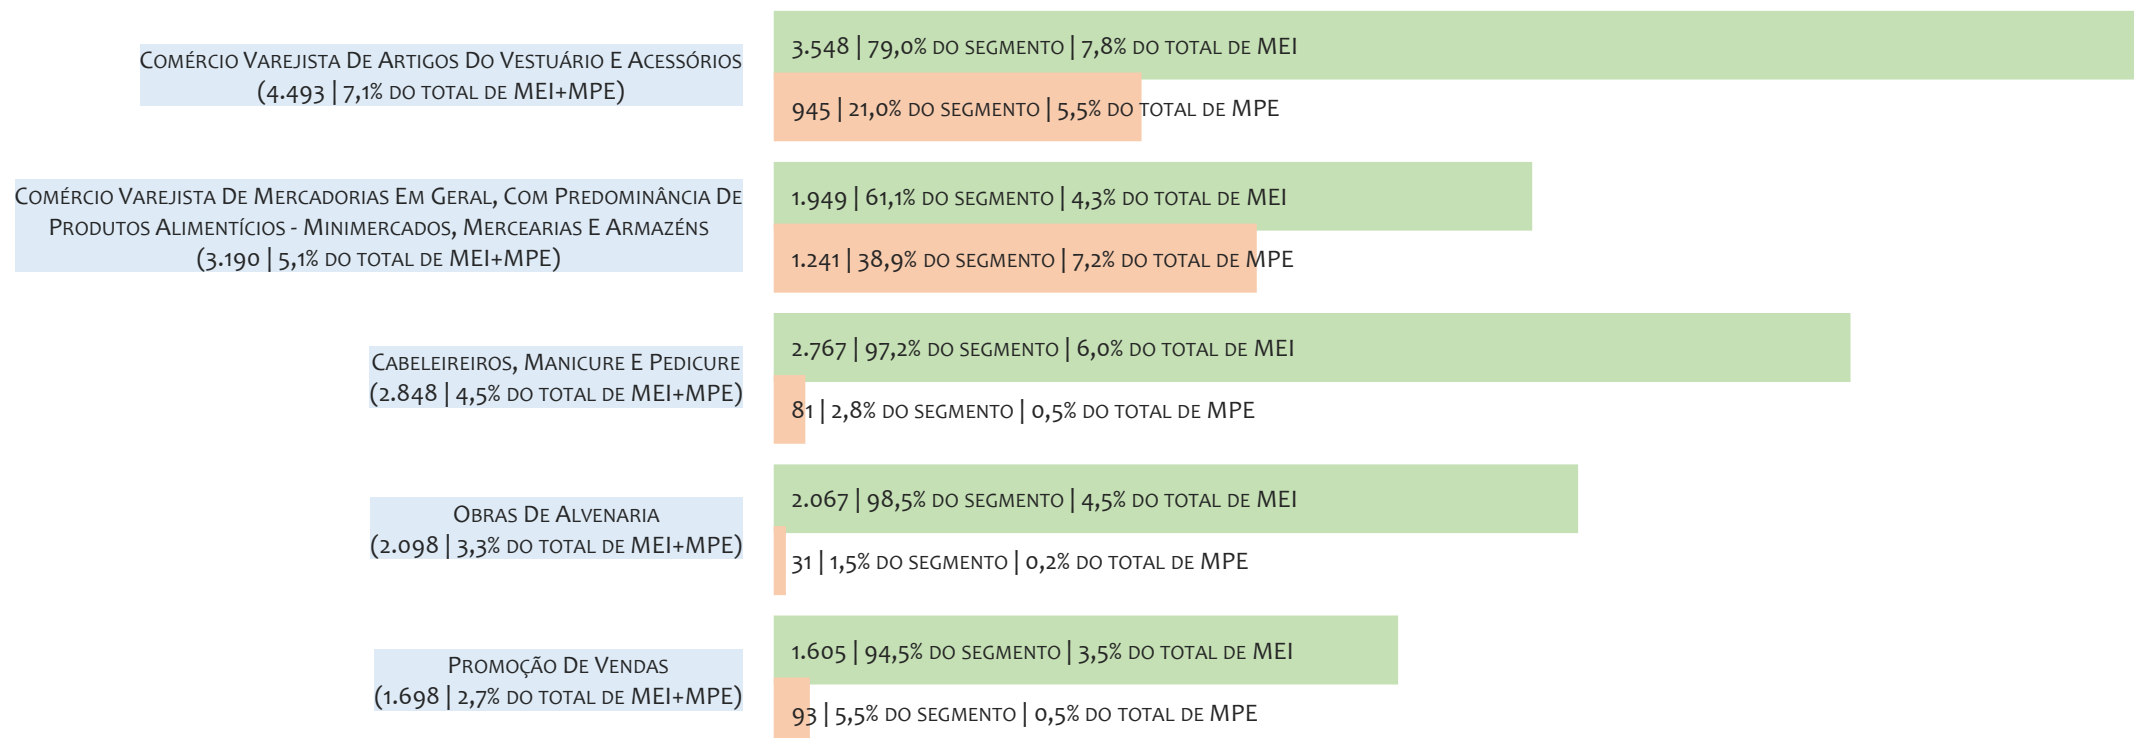 Comércio Varejista De Artigos Do Vestuário E Acessórios
(4.493 | 7,1% do total de MEI+MPE)
3.548 | 79,0% do segmento | 7,8% do total de MEI
945 | 21,0% do segmento | 5,5% do total de MPE
Comércio Varejista De Mercadorias Em Geral, Com Predominância De
Produtos Alimentícios - Minimercados, Mercearias E Armazéns
(3.190 | 5,1% do total de MEI+MPE)
1.949 | 61,1% do segmento | 4,3% do total de MEI
1.241 | 38,9% do segmento | 7,2% do total de MPE
Cabeleireiros, Manicure E Pedicure
(2.848 | 4,5% do total de MEI+MPE)
2.767 | 97,2% do segmento | 6,0% do total de MEI
81 | 2,8% do segmento | 0,5% do total de MPE
Obras De Alvenaria
(2.098 | 3,3% do total de MEI+MPE)
2.067 | 98,5% do segmento | 4,5% do total de MEI
31 | 1,5% do segmento | 0,2% do total de MPE
Promoção De Vendas
(1.698 | 2,7% do total de MEI+MPE)
1.605 | 94,5% do segmento | 3,5% do total de MEI
93 | 5,5% do segmento | 0,5% do total de MPE